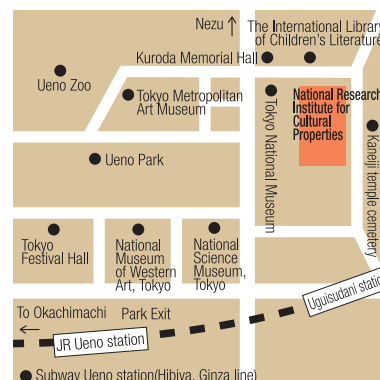 Nezu
The International Library
of Children's Literature
Kuroda Memorial Hall
Ueno Zoo
Tokyo Metropolitan
Art Museum
National Research
Institute for
Cultural
Properties
Tokyo National Museum
Kaneiji temple cemetery
Ueno Park
Tokyo
Festival Hall
National
Museum
of Western
Art, Tokyo
National
Science
Museum,
Tokyo
Uguisudani station
To Okachimachi
Park Exit
JR Ueno station
Subway Ueno station(Hibiya, Ginza line)